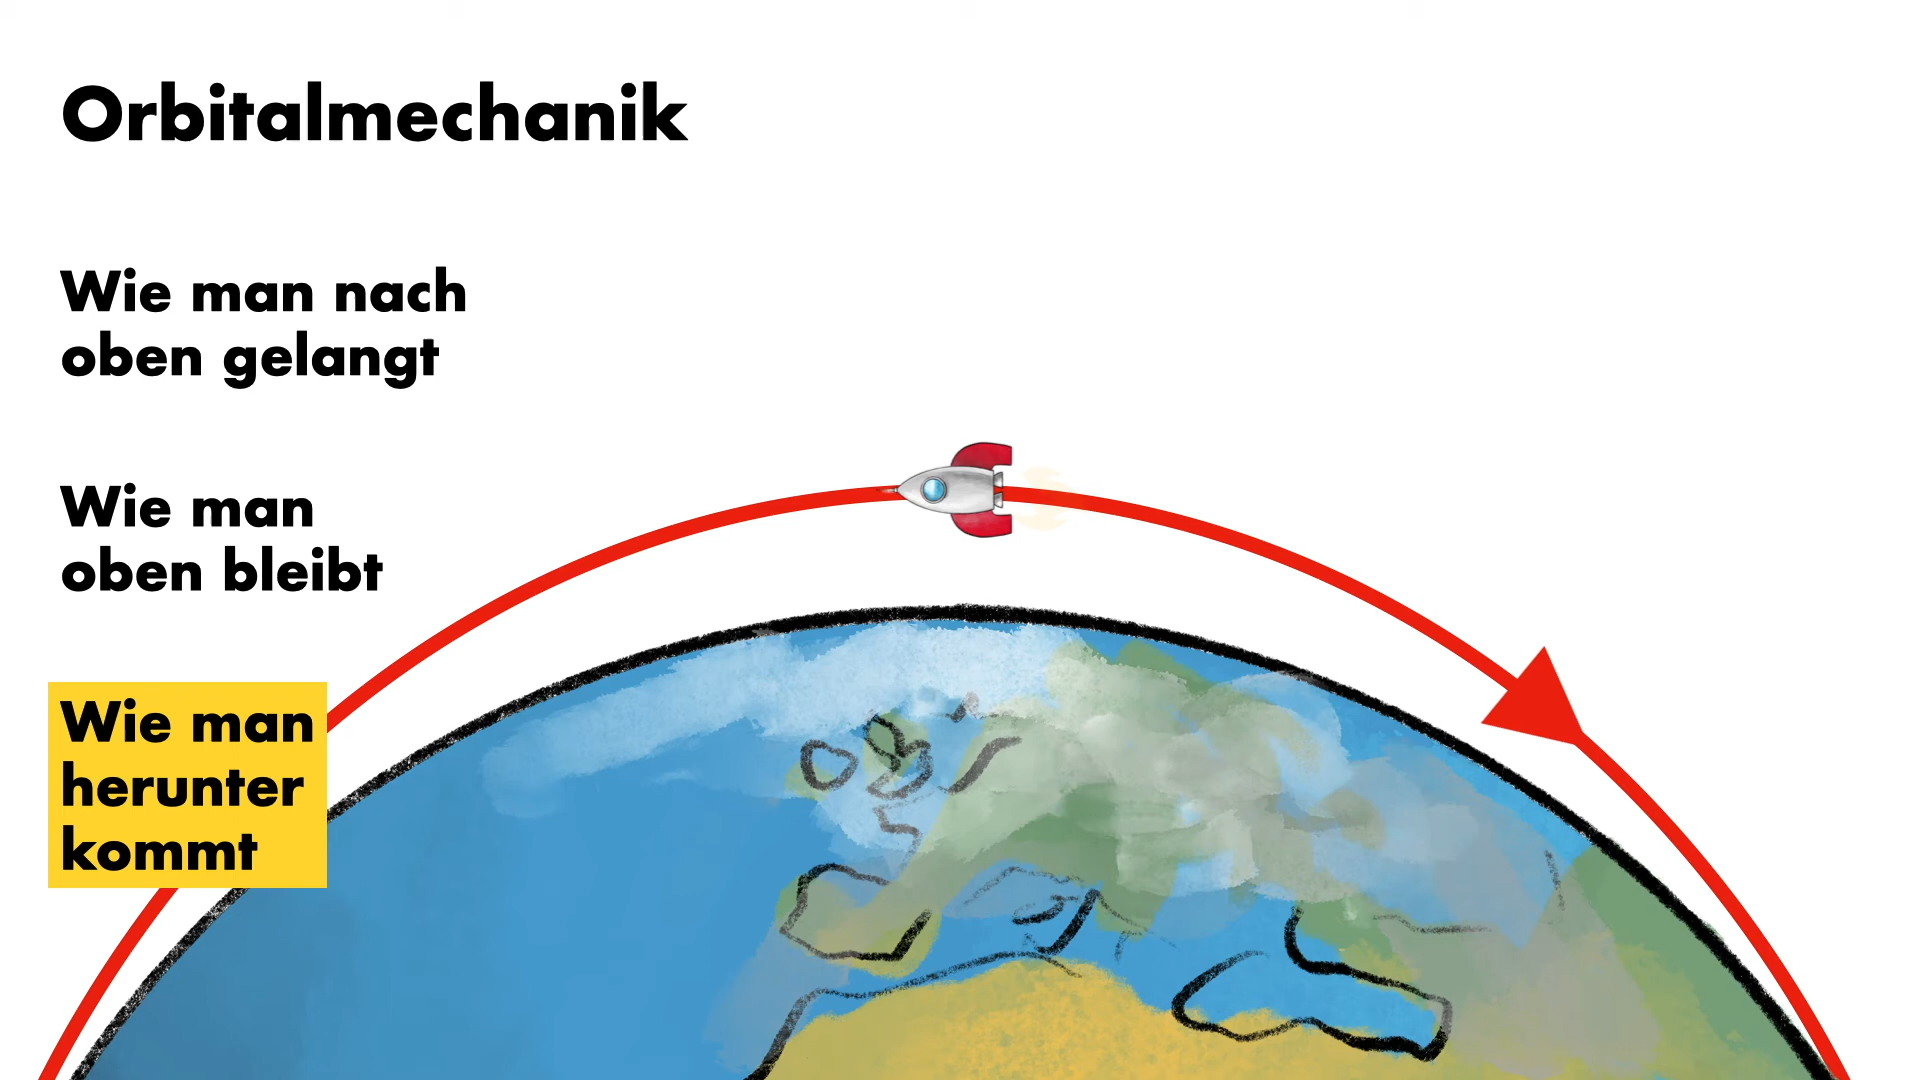 Orbitalmechanik
Wie man nach
oben gelangt
Wie man
oben bleibt
Wie man
herunter
kommt